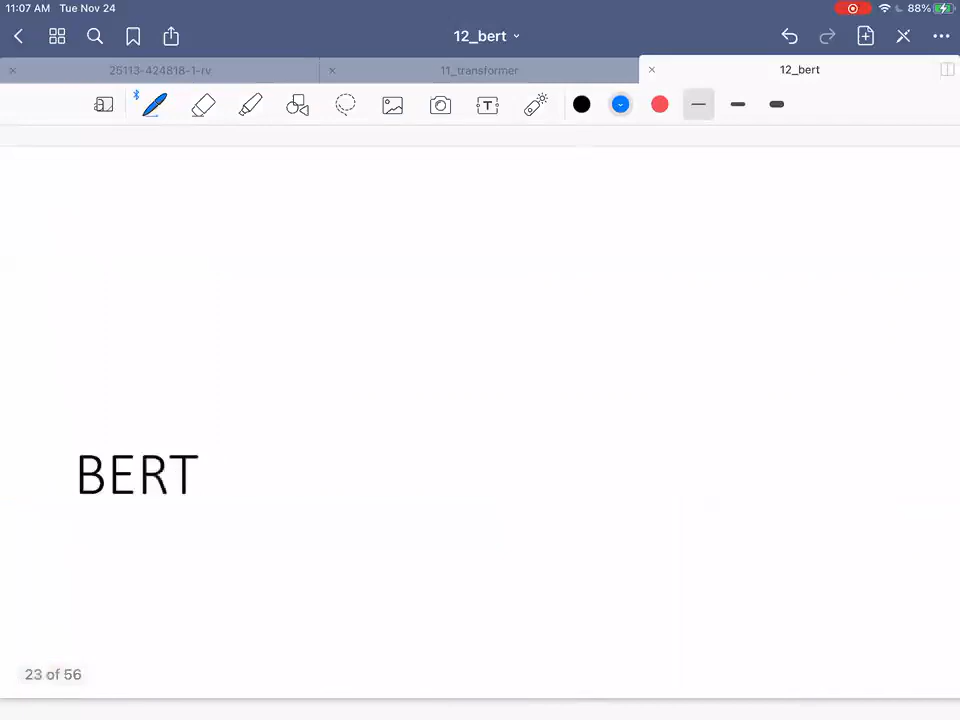 11:07 AM Tue Nov 24 88%
12_bert
25113-424818-1-rv 11_transformer 12_bert
T
BERT
23 of 56